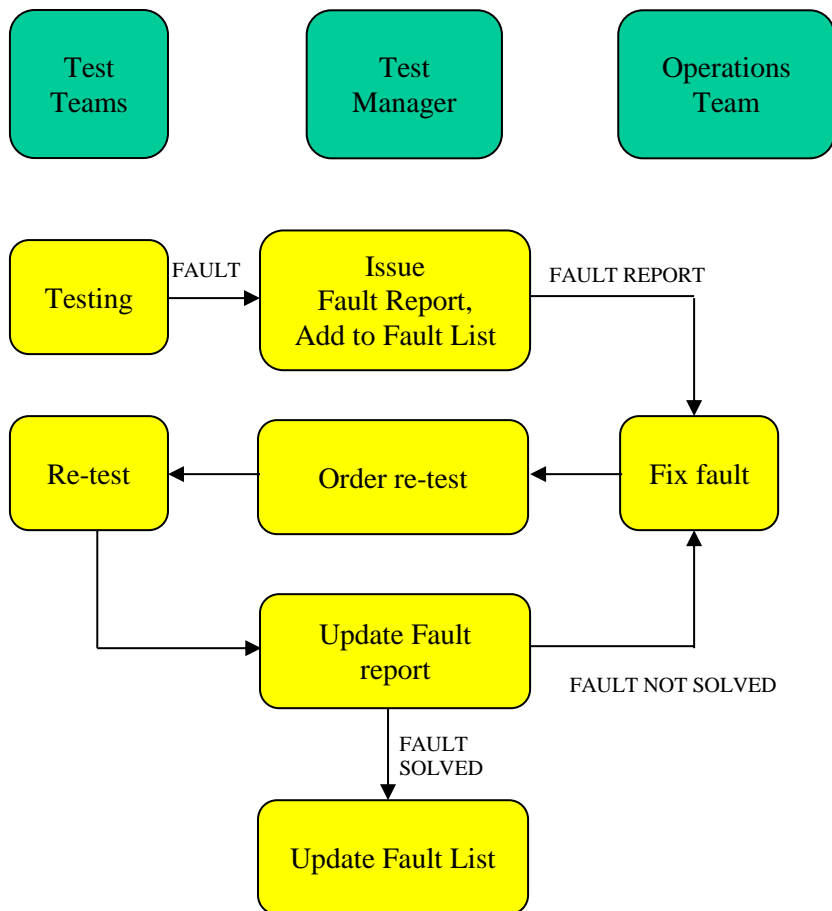 Test
Teams
Test
Manager
Operations
Team
Testing
FAULT
Issue
Fault Report,
Add to Fault List
FAULT REPORT
Re-test
Order re-test
Fix fault
Update Fault
report
FAULT NOT SOLVED
FAULT
SOLVED
Update Fault List